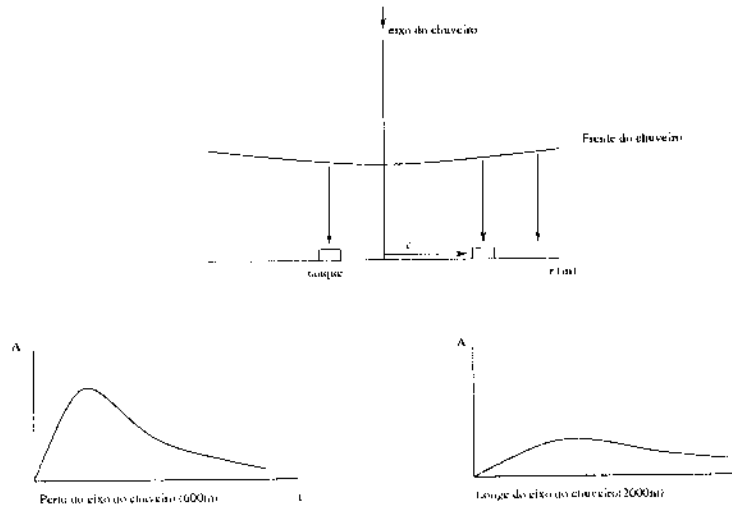 eixo do chuveiro
Frente do chuveiro
r
tanque
r (m)
A
A
Perto do eixo do chuveiro (600m)
t
Longe do eixo do chuveiro(2000m)